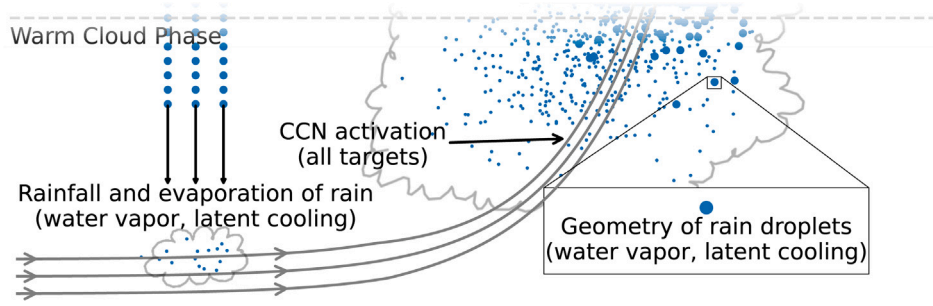 Warm Cloud Phase
CCN activation
(all targets)
Rainfall and evaporation of rain
(water vapor, latent cooling)
Geometry of rain droplets
(water vapor, latent cooling)